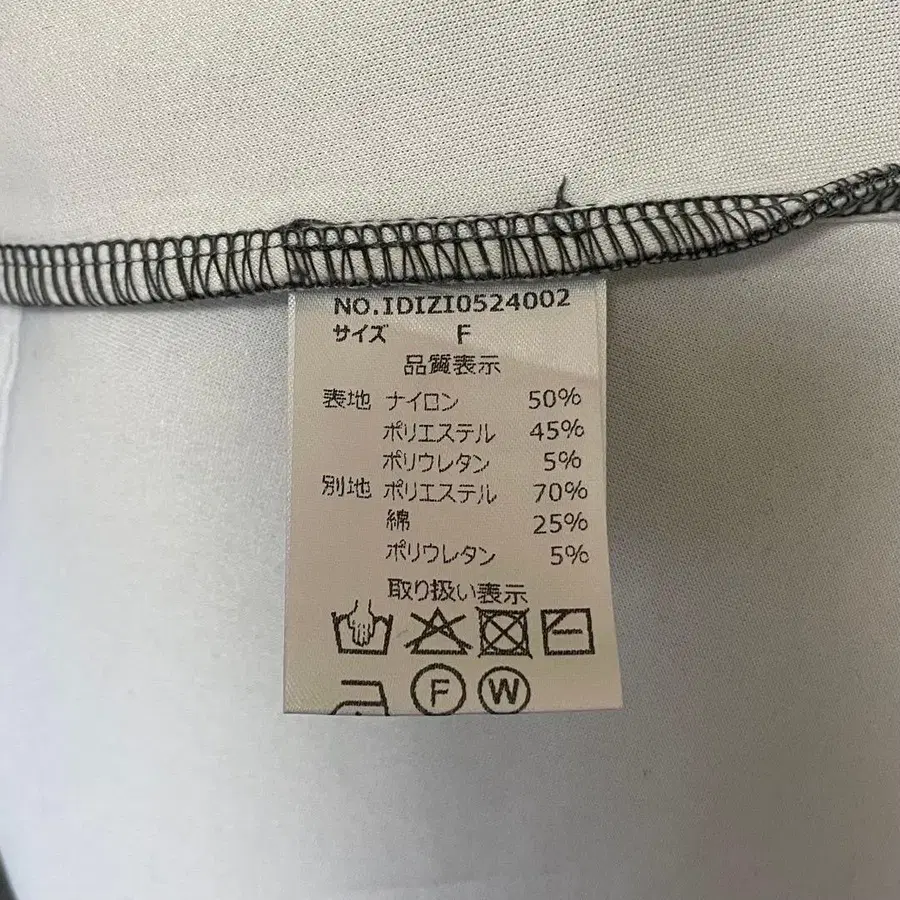 NO.IDIZI0524002
サイズ F
品質表示
表地 ナイロン 50%
ポリエステル 45%
ポリウレタン 5%
別地 ポリエステル 70%
綿 25%
ポリウレタン 5%
取り扱い表示
F W